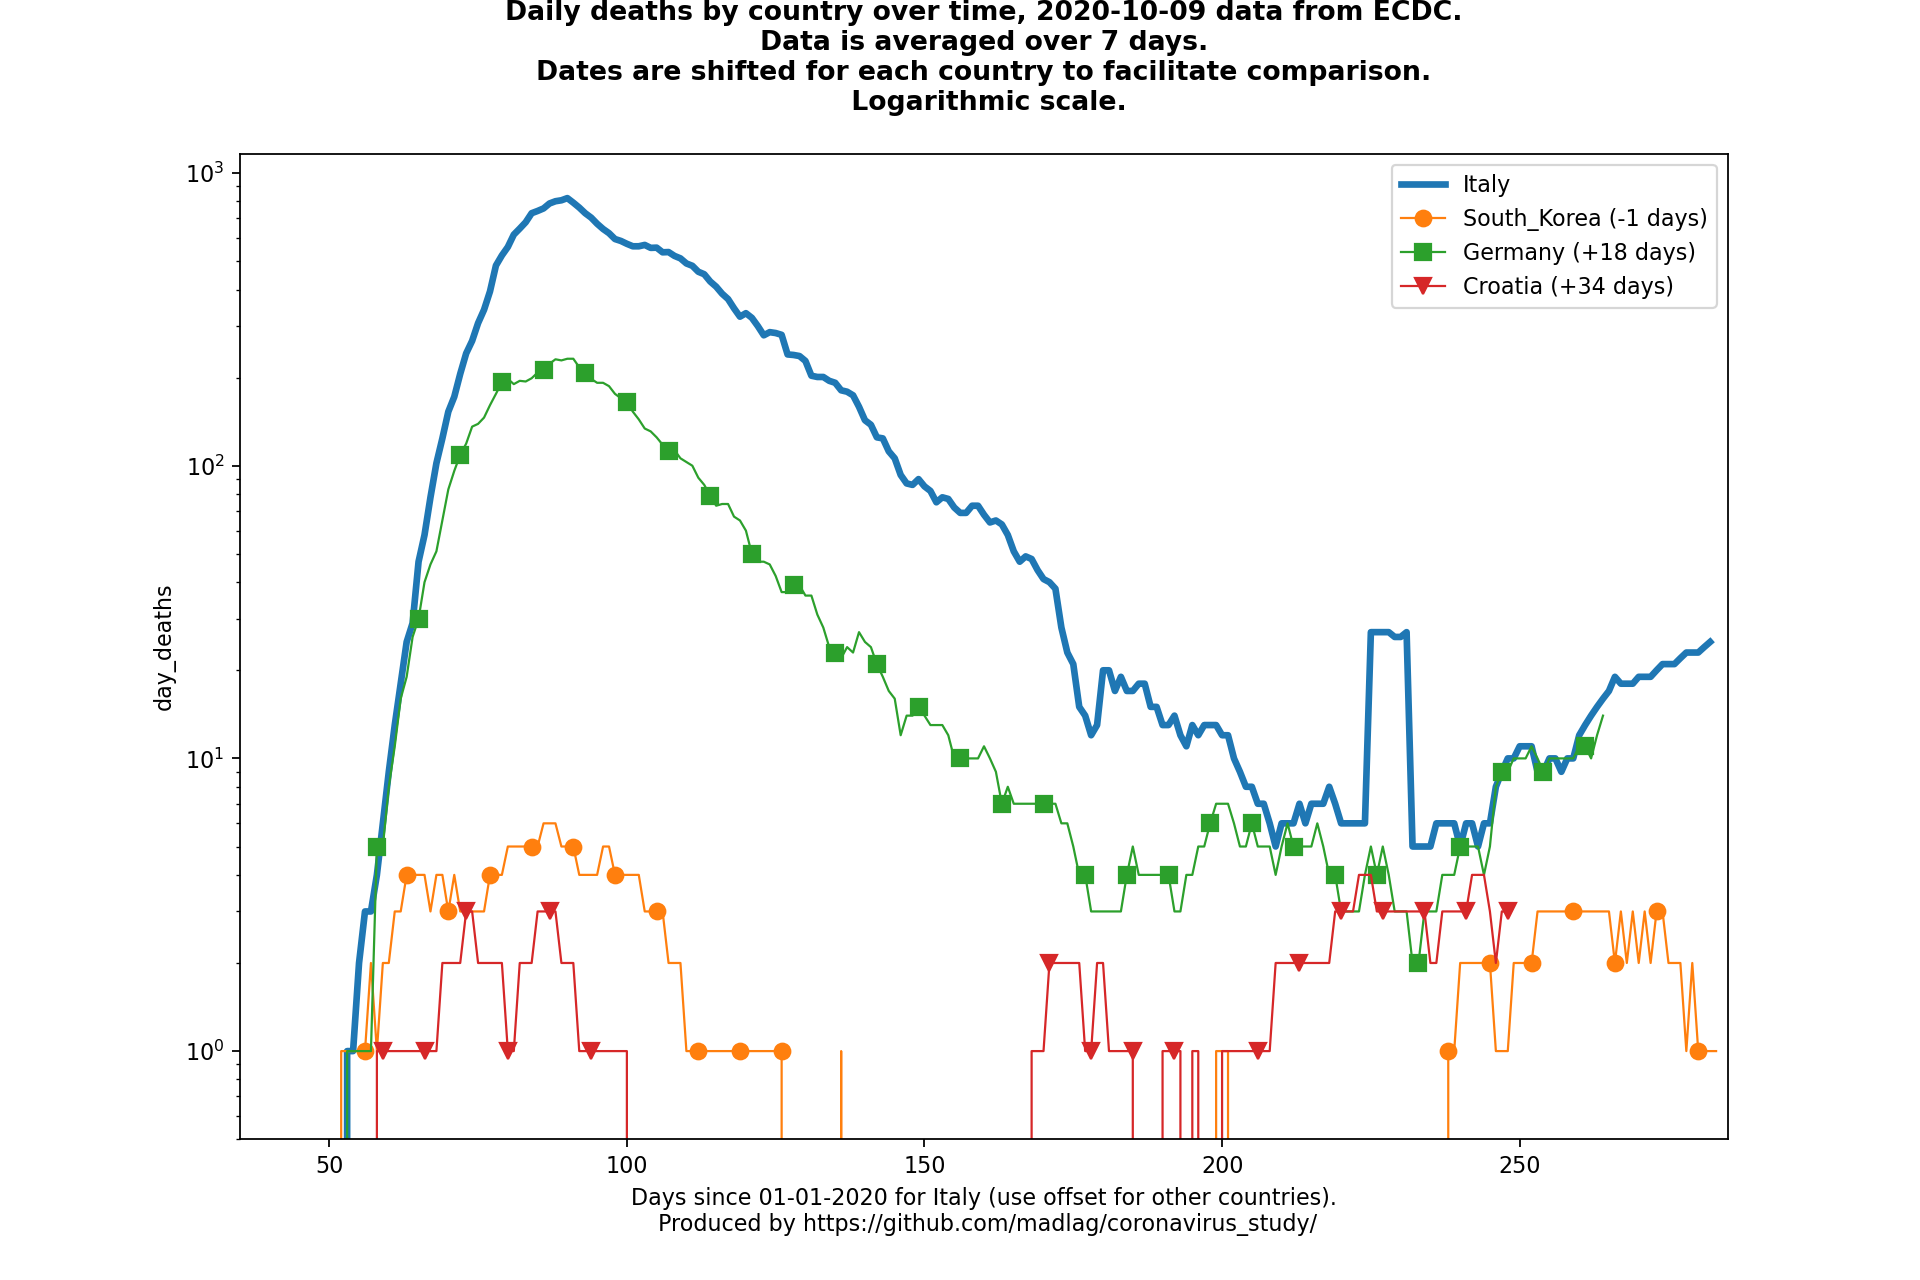 Daily deaths by country over time, 2020-10-09 data from ECDC.
Data is averaged over 7 days.
Dates are shifted for each country to facilitate comparison.
Logarithmic scale.
10³
10²
10¹
10⁰
day_deaths
Italy
South_Korea (-1 days)
Germany (+18 days)
Croatia (+34 days)
50 100 150 200 250
Days since 01-01-2020 for Italy (use offset for other countries).
Produced by https://github.com/madlag/coronavirus_study/